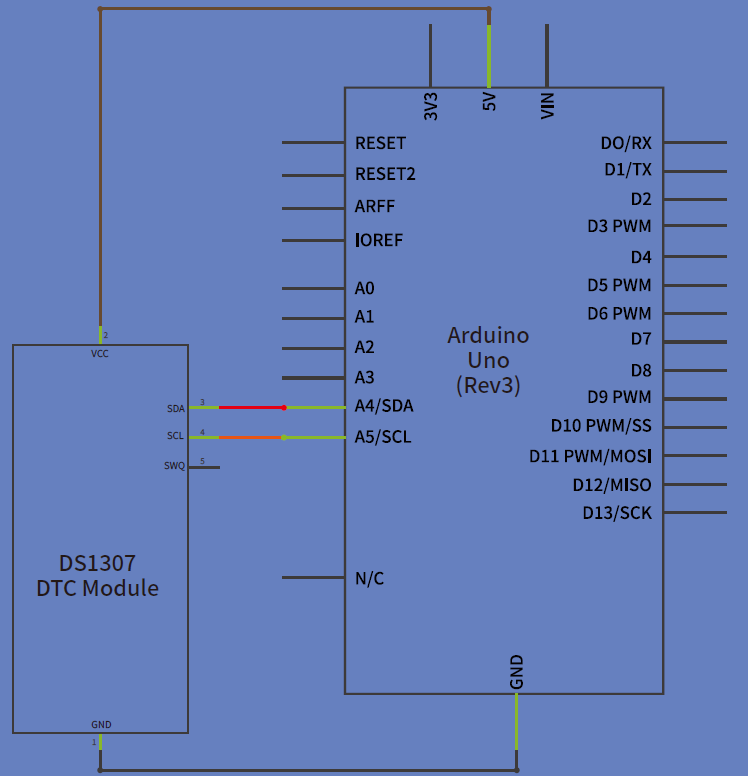 3V3
5V
VIN
RESET
RESET2
ARFF
IOREF
A0
A1
A2
A3
A4/SDA
A5/SCL
N/C
Arduino
Uno
(Rev3)
DO/RX
D1/TX
D2
D3 PWM
D4
D5 PWM
D6 PWM
D7
D8
D9 PWM
D10 PWM/SS
D11 PWM/MOSI
D12/MISO
D13/SCK
GND
2
VCC
SDA 3
SCL 4
SWQ 5
DS1307
DTC Module
GND
1